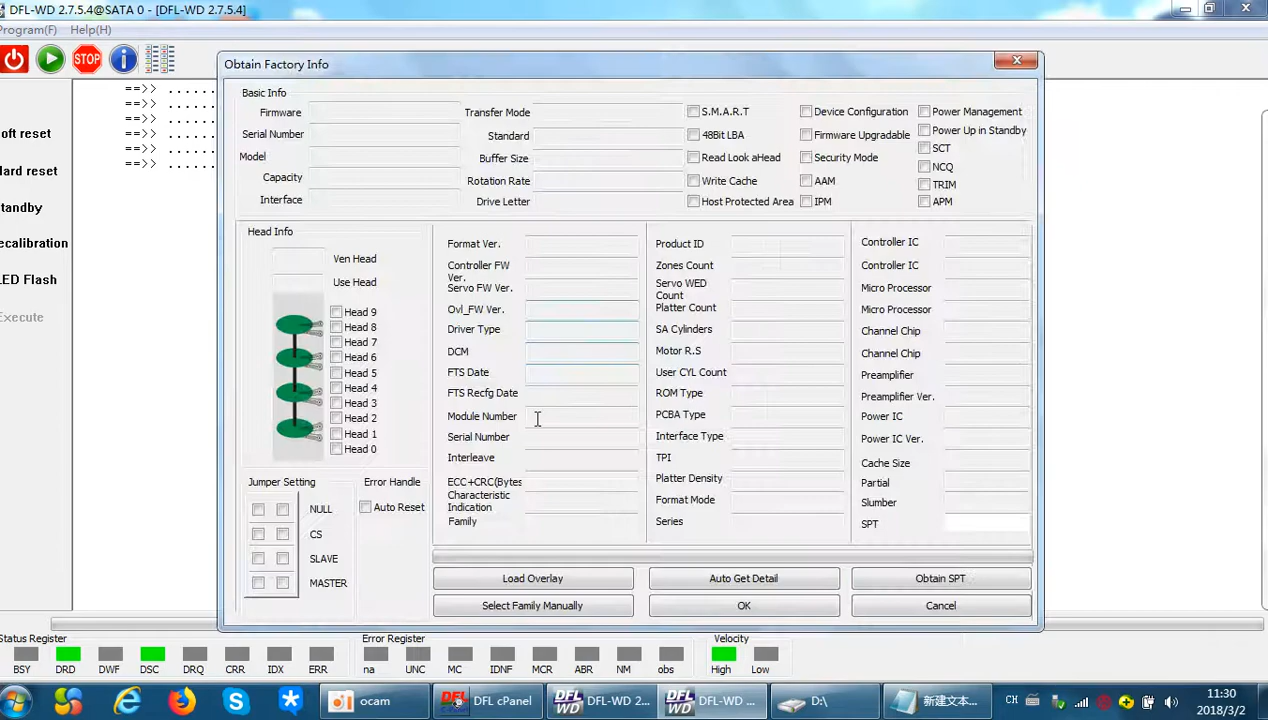 DFL-WD 2.7.5.4@SATA 0 - [DFL-WD 2.7.5.4]
Program(F) Help(H)
STOP
==>> .......
==>> .......
==>> .......
==>> .......
==>> .......
==>> .......
oft reset
ard reset
tandby
ecalibration
ED Flash
xecute
Obtain Factory Info
Basic Info
Firmware
Serial Number
Model
Capacity
Interface
Transfer Mode
Standard
Buffer Size
Rotation Rate
Drive Letter
S.M.A.R.T
48Bit LBA
Read Look aHead
Write Cache
Host Protected Area
Device Configuration
Firmware Upgradable
Security Mode
AAM
IPM
Power Management
Power Up in Standby
SCT
NCQ
TRIM
APM
Head Info
Ven Head
Use Head
Head 9
Head 8
Head 7
Head 6
Head 5
Head 4
Head 3
Head 2
Head 1
Head 0
Jumper Setting
NULL
CS
SLAVE
MASTER
Error Handle
Auto Reset
Format Ver.
Controller FW
Ver.
Servo FW Ver.
Ovl_FW Ver.
Driver Type
DCM
FTS Date
FTS Recfg Date
Module Number
Serial Number
Interleave
ECC+CRC(Bytes
Characteristic
Indication
Family
Product ID
Zones Count
Servo WED
Count
Platter Count
SA Cylinders
Motor R.S
User CYL Count
ROM Type
PCBA Type
Interface Type
TPI
Platter Density
Format Mode
Series
Controller IC
Controller IC
Micro Processor
Micro Processor
Channel Chip
Channel Chip
Preamplifier
Preamplifier Ver.
Power IC
Power IC Ver.
Cache Size
Partial
Slumber
SPT
Load Overlay
Auto Get Detail
Obtain SPT
Select Family Manually
OK
Cancel
Status Register
BSY DRD DWF DSC DRQ CRR IDX ERR
Error Register
na UNC MC IDNF MCR ABR NM obs
Velocity
High Low
ocam
DFL cPanel
DFL-WD 2...
DFL-WD ...
D:\
新建文本...
CH
11:30
2018/3/2